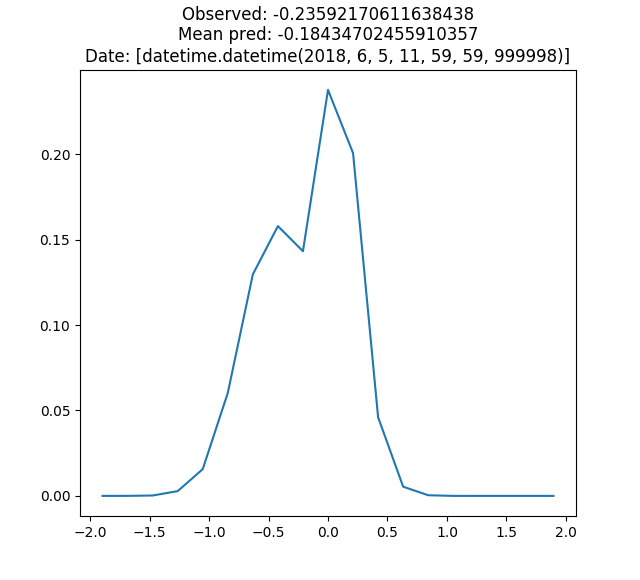 Observed: -0.23592170611638438
Mean pred: -0.18434702455910357
Date: [datetime.datetime(2018, 6, 5, 11, 59, 59, 999998)]
0.20
0.15
0.10
0.05
0.00
-2.0 -1.5 -1.0 -0.5 0.0 0.5 1.0 1.5 2.0